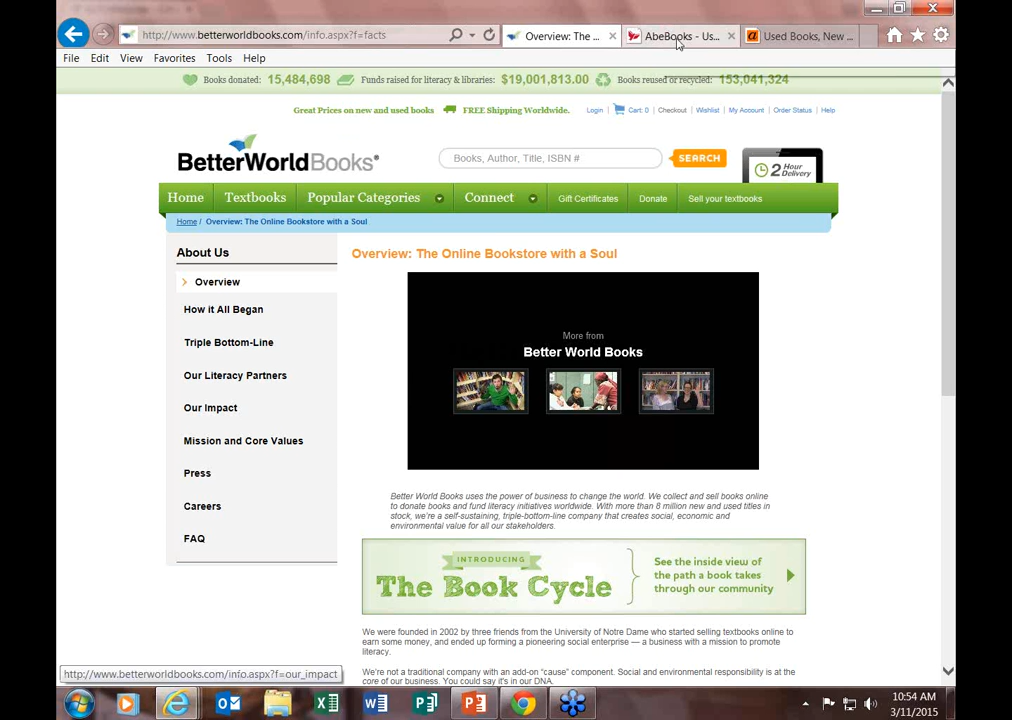 http://www.betterworldbooks.com/info.aspx?f=facts
Overview: The ...
AbeBooks - Us...
Used Books, New ...
File Edit View Favorites Tools Help
Books donated: 15,484,698 Funds raised for literacy & libraries: $19,001,813.00 Books reused or recycled: 153,041,324
Great Prices on new and used books FREE Shipping Worldwide. Login Cart: 0 Checkout Wishlist My Account Order Status Help
BetterWorldBooks®
Books, Author, Title, ISBN #
SEARCH
2 Hour Delivery
Home Textbooks Popular Categories Connect Gift Certificates Donate Sell your textbooks
Home / Overview: The Online Bookstore with a Soul
About Us
Overview
How it All Began
Triple Bottom-Line
Our Literacy Partners
Our Impact
Mission and Core Values
Press
Careers
FAQ
Overview: The Online Bookstore with a Soul
More from
Better World Books
Better World Books uses the power of business to change the world. We collect and sell books online
to donate books and fund literacy initiatives worldwide. With more than 8 million new and used titles in
stock, we're a self-sustaining, triple-bottom-line company that creates social, economic and
environmental value for all our stakeholders.
INTRODUCING
The Book Cycle
See the inside view of
the path a book takes
through our community
We were founded in 2002 by three friends from the University of Notre Dame who started selling textbooks online to
earn some money, and ended up forming a pioneering social enterprise — a business with a mission to promote
literacy.
We're not a traditional company with an add-on "cause" component. Social and environmental responsibility is at the
core of our business. You could say it's in our DNA.
http://www.betterworldbooks.com/info.aspx?f=our_impact
10:54 AM
3/11/2015